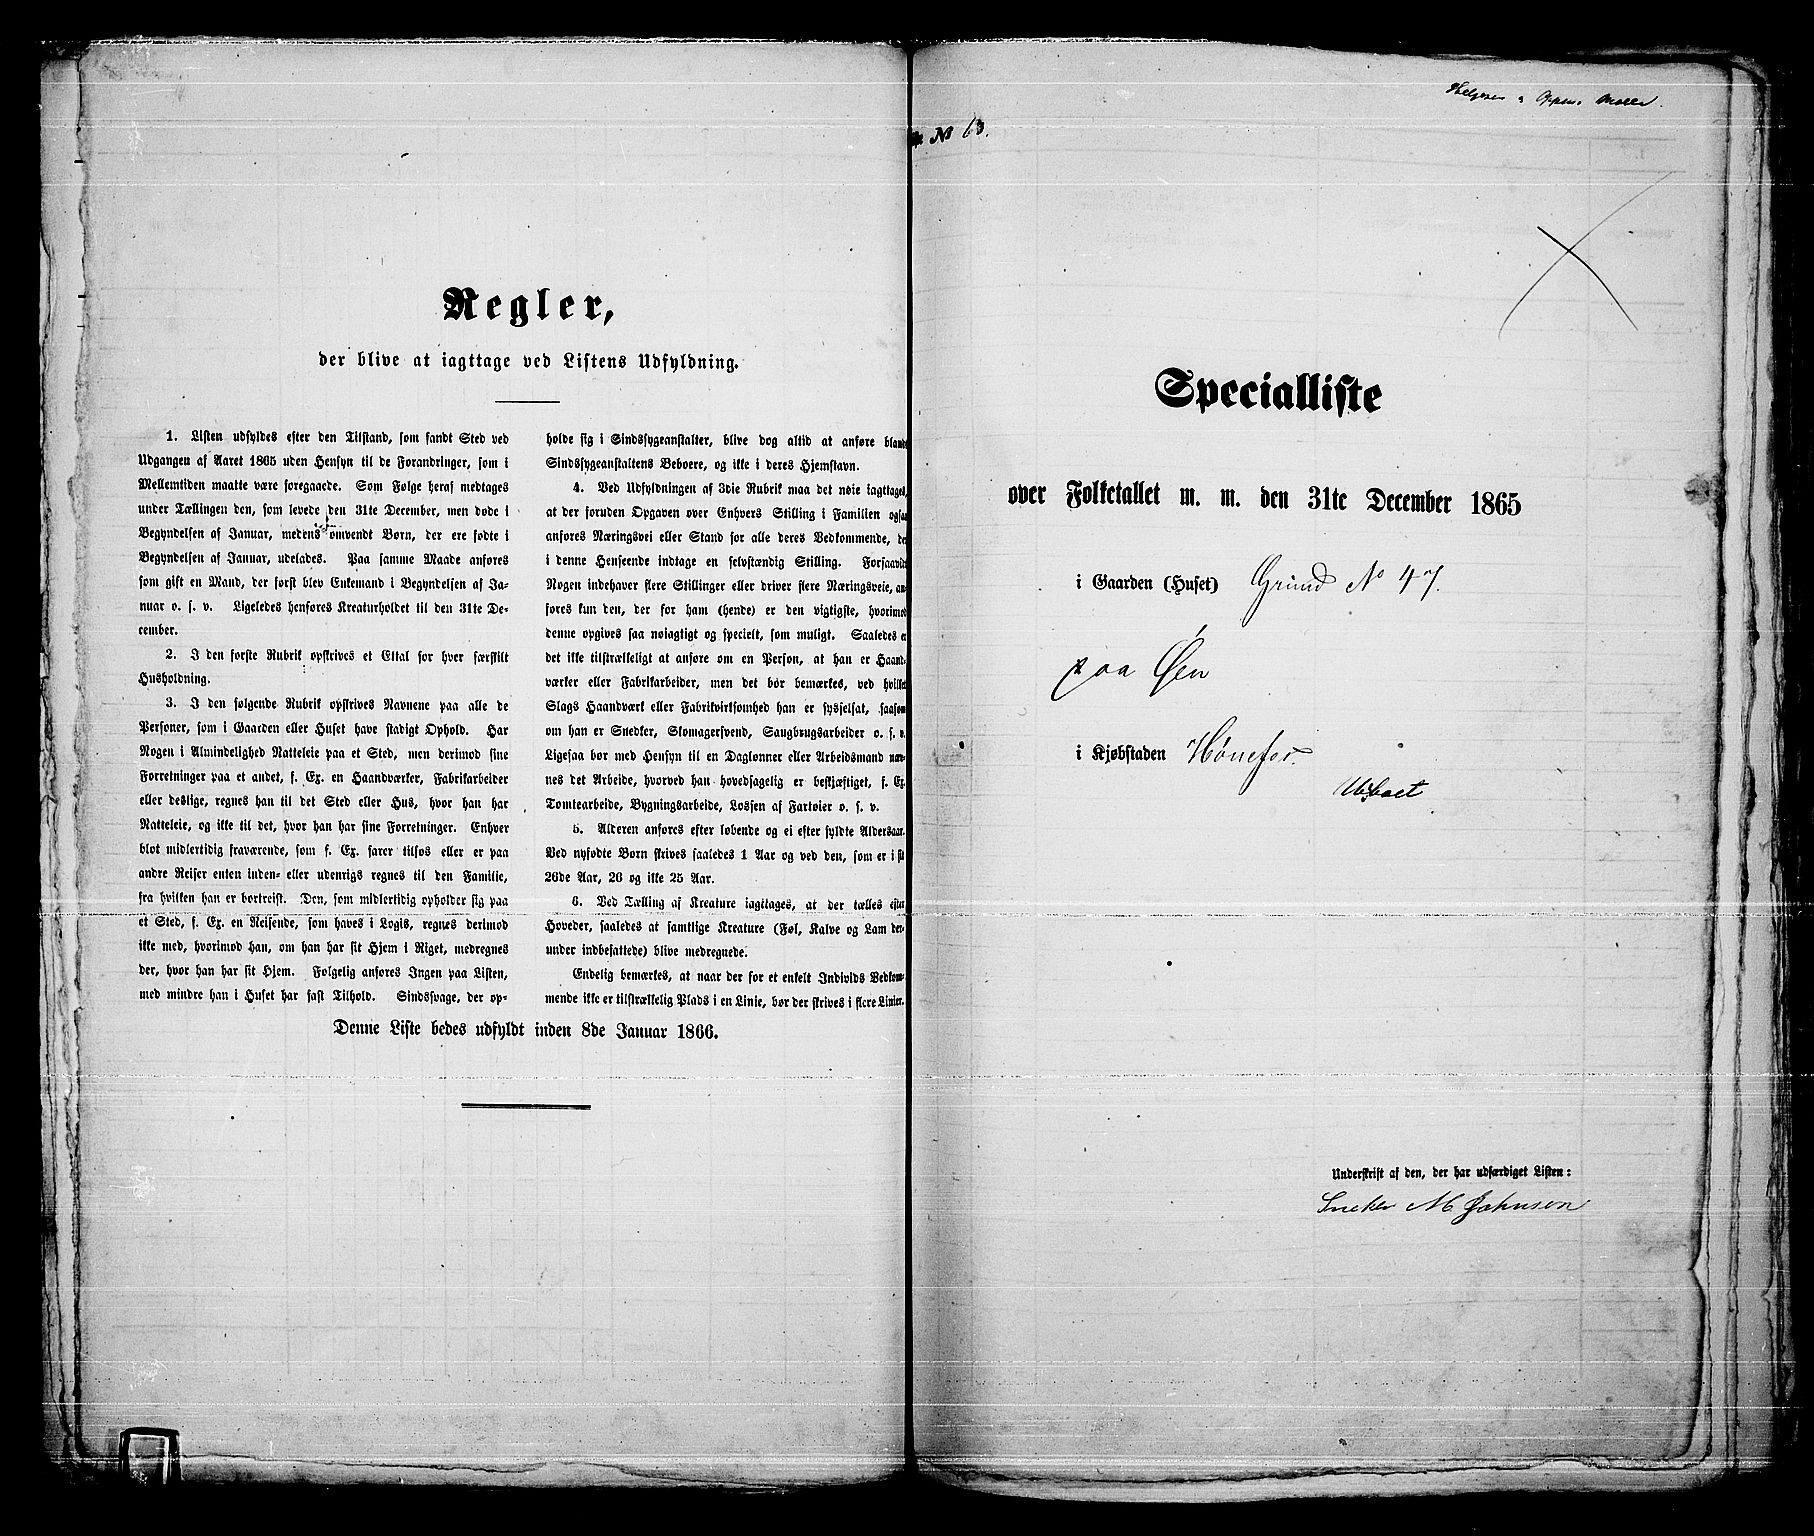 Regler,
der blive at iagttage ved Listens Udfyldning.
1. Listen udfyldes efter den Tilstand, som fandt Sted ved
Udgangen af Aaret 1865 uden Hensyn til de Forandringer, som i
Mellemtiden maatte være foregaaede. Som Følge heraf medtages
under Tællingen den, som levede den 31te December, men døde i
Begyndelsen af Januar, medens omvendt Børn, der ere fødte i
Begyndelsen af Januar, udelades. Paa samme Maade anføres
som gift en Mand, der først blev Enkemand i Begyndelsen af Ja-
nuar o. s. v. Ligeledes henføres Kreaturholdet til den 31te De-
cember.
2. I den første Rubrik opskrives et Ettal for hver særskilt
Husholdning.
3. I den følgende Rubrik opskrives Navnene paa alle de
Personer, som i Gaarden eller Huset have stadigt Ophold. Har
Nogen i Almindelighed Natteleie paa et Sted, men derimod sine
Forretninger paa et andet, f. Ex. en Haandværker, Fabrikarbeider
eller deslige, regnes han til det Sted eller Hus, hvor han har
Natteleie, og ikke til det, hvor han har sine Forretninger. Enhver
blot midlertidig fraværende, som f. Ex. farer tilsøs eller er paa
andre Reiser enten inden- eller udenrigs regnes til den Familie,
fra hvilken han er bortreist. Den, som midlertidig opholder sig paa
et Sted, f. Ex. en Reisende, som haves i Logis, regnes derimod
ikke med, hvorimod han, om han har sit Hjem i Riget, medregnes
der, hvor han har sit Hjem. Følgelig anføres Ingen paa Listen,
med mindre han i Huset har fast Tilhold. Sindssvage, der op-
holde sig i Sindssygeanstalter, blive dog altid at anføre blandt
Sindssygeanstaltens Beboere, og ikke i deres Hjemstavn.
4. Ved Udfyldningen af 3die Rubrik maa det nøie iagttages,
at der foruden Opgaven over Enhvers Stilling i Familien ogsaa
anføres Næringsvei eller Stand for alle deres Vedkommende, de
i denne Henseende indtage en selvstændig Stilling. Forsaavidt
Nogen indehaver flere Stillinger eller driver flere Næringsveie, an-
føres kun den, der for ham (hende) er den vigtigste, hvorimod
denne opgives saa nøiagtigt og specielt, som muligt. Saaledes er
det ikke tilstrækkeligt at anføre om en Person, at han er Haand-
værker eller Fabrikarbeider, men det bør bemærkes, ved hvilket
Slags Haandværk eller Fabrikvirksomhed han er sysselsat, saasom
om han er Snedker, Skomagersvend, Saugbrugsarbeider o. s. v.
Ligesaa bør med Hensyn til en Daglønner eller Arbeidsmand næv-
nes det Arbeide, hvorved han hovedsagelig er beskjæftiget, f. Ex.
Tomtearbeide, Bygningsarbeide, Lossen af Fartøier o. s. v.
5. Alderen anføres efter løbende og ei efter fyldte Aldersaar.
Ved nyfødte Børn skrives saaledes 1 Aar og ved den, som er i sit
26de Aar, 26 og ikke 25 Aar.
6. Ved Tælling af Kreature iagttages, at der tælles efter
Hoveder, saaledes at samtlige Kreature (Føl, Kalve og Lam der-
under indbefattede) blive medregnede.
Endelig bemærkes, at naar der for et enkelt Individs Vedkom-
mende ikke er tilstrækkelig Plads i en Linie, bør der skrives i flere Linier.
Denne Liste bedes udfyldt inden 8de Januar 1866.
No 60.
Specialliste
over Folketallet m. m. den 31te December 1865
i Gaarden (Huset) Grund No 47.
paa Øen
i Kjøbstaden Hønefos
Underskrift af den, der har udfærdiget Listen:
Sneker M Johnsen